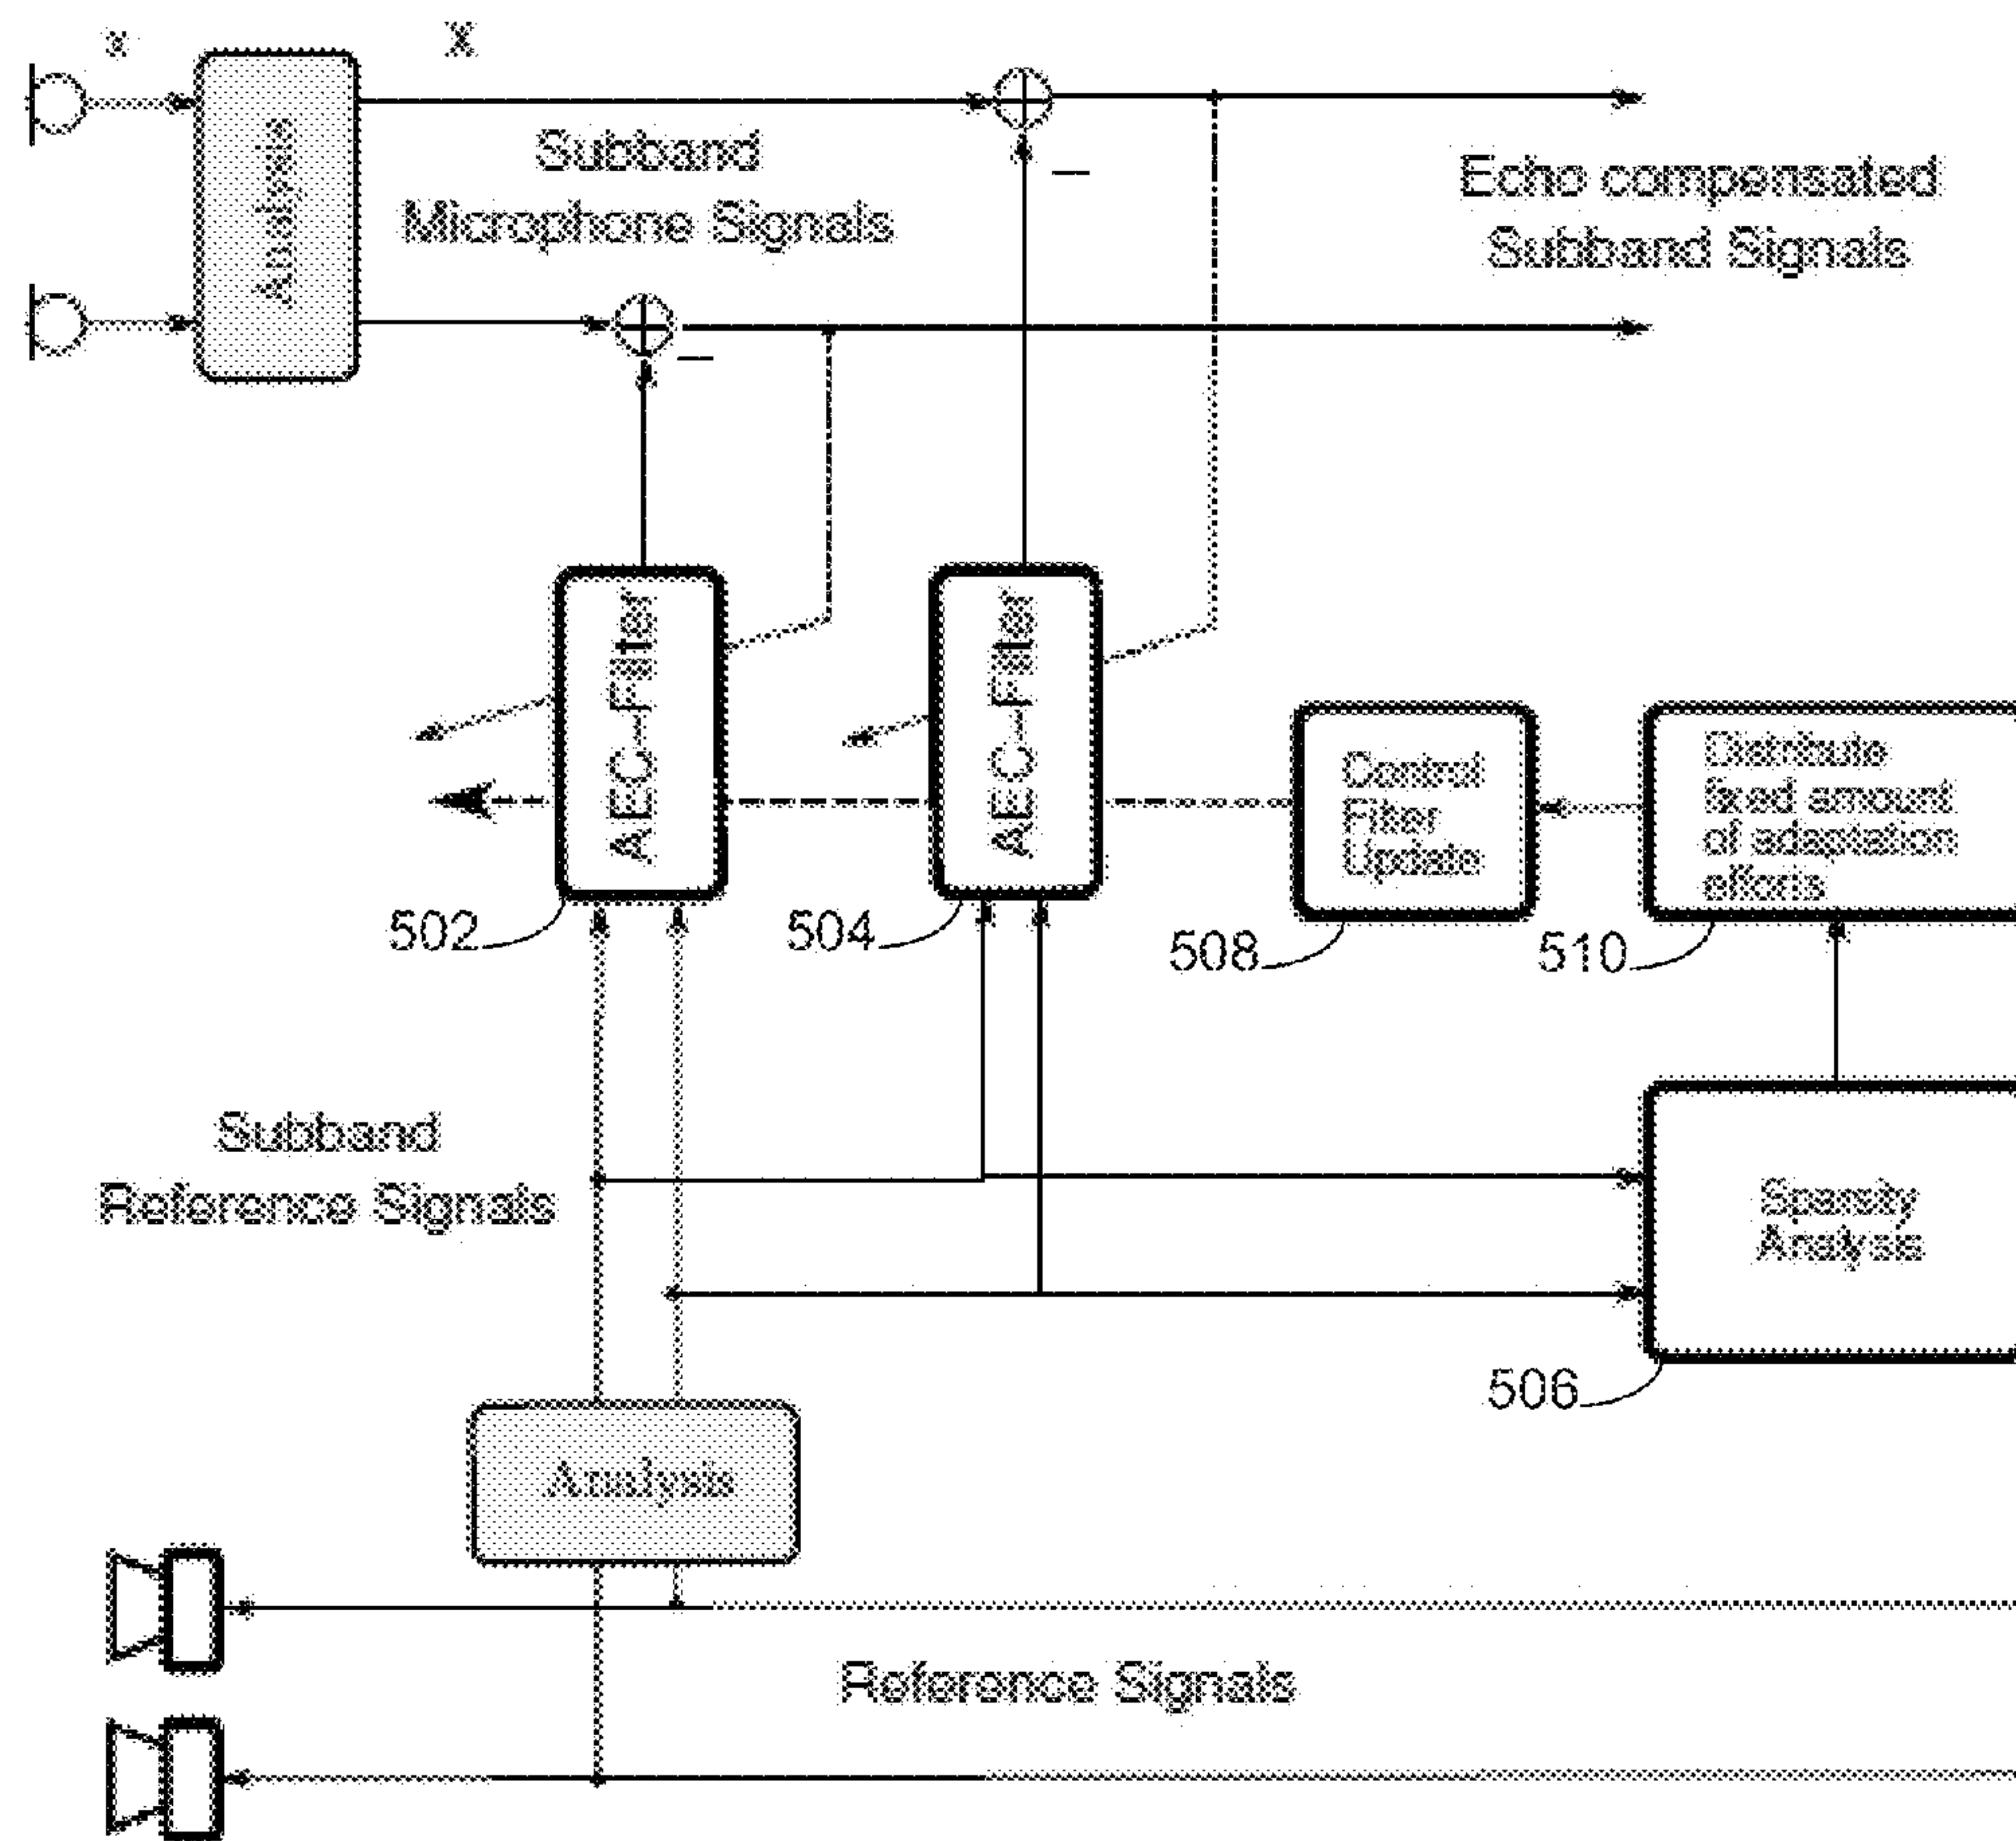 x
X
Analysis
Subband
Microphone Signals
Echo compensated
Subband Signals
AEC-Filter
AEC-Filter
Control
Filter
Update
Distribute
fixed amount
of adaptation
efforts
502
504
508
510
Subband
Reference Signals
Sparsity
Analysis
506
Analysis
Reference Signals